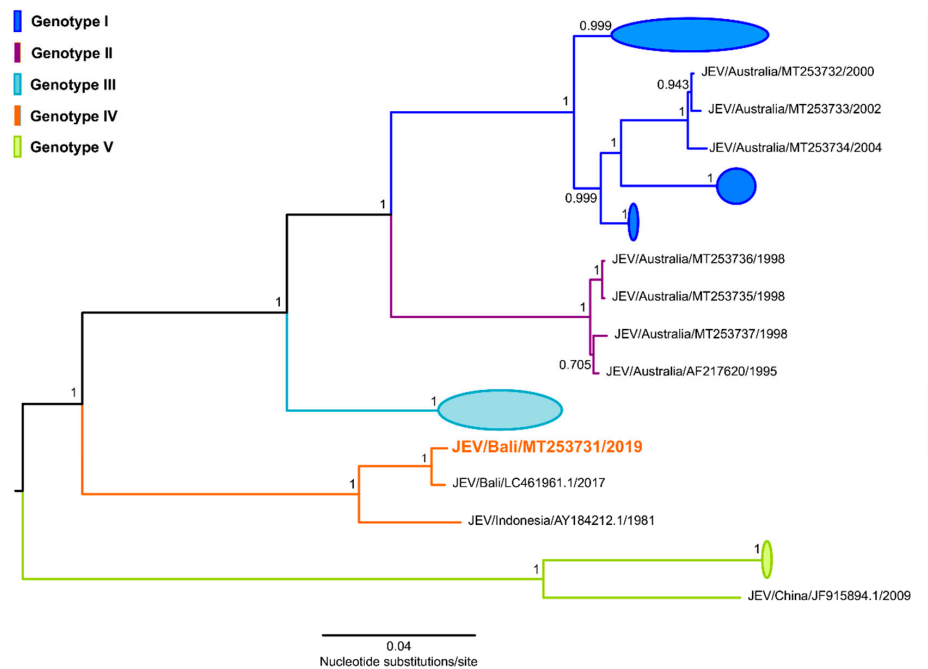 Genotype I
Genotype II
Genotype III
Genotype IV
Genotype V
0.999
JEV/Australia/MT253732/2000
0.943
JEV/Australia/MT253733/2002
1
1
JEV/Australia/MT253734/2004
1
0.999
1
1
JEV/Australia/MT253736/1998
1
JEV/Australia/MT253735/1998
1
1
JEV/Australia/MT253737/1998
0.705
JEV/Australia/AF217620/1995
1
1
JEV/Bali/MT253731/2019
1
JEV/Bali/LC461961.1/2017
1
JEV/Indonesia/AY184212.1/1981
1
1
JEV/China/JF915894.1/2009
0.04
Nucleotide substitutions/site